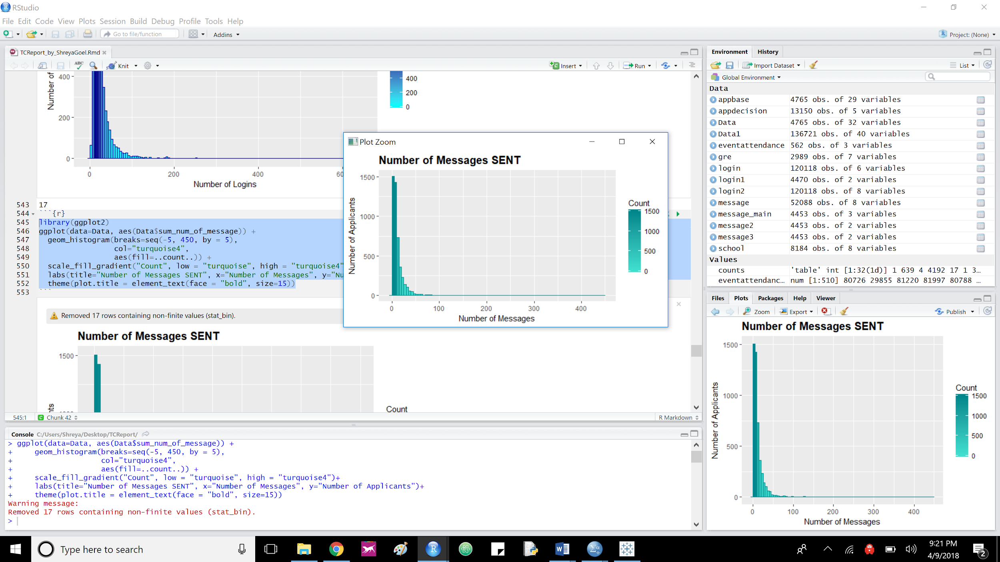 RStudio
File Edit Code View Plots Session Build Debug Profile Tools Help
Go to file/function
Addins
Project: (None)
TCReport_by_ShreyaGoel.Rmd
ABC
Knit
Insert
Run
Number of
400
200
0
0 200 400 60
Number of Logins
400
200
0
543 17
544 ```{r}
545 library(ggplot2)
546 ggplot(data=Data, aes(Data$sum_num_of_message)) +
547 geom_histogram(breaks=seq(-5, 450, by = 5),
548 col="turquoise4",
549 aes(fill=..count..)) +
550 scale_fill_gradient("Count", low = "turquoise", high = "turquoise4"
551 labs(title="Number of Messages SENT", x="Number of Messages", y="Nu
552 theme(plot.title = element_text(face = "bold", size=15))
553 ```
Removed 17 rows containing non-finite values (stat_bin).
Number of Messages SENT
1500
Count
545:1
Chunk 42
R Markdown
Plot Zoom
Number of Messages SENT
Number of Applicants
1500
1000
500
0
0 100 200 300 400
Number of Messages
Count
1500
1000
500
0
Console C:/Users/Shreya/Desktop/TCReport/
> ggplot(data=Data, aes(Data$sum_num_of_message)) +
+ geom_histogram(breaks=seq(-5, 450, by = 5),
+ col="turquoise4",
+ aes(fill=..count..)) +
+ scale_fill_gradient("Count", low = "turquoise", high = "turquoise4")+
+ labs(title="Number of Messages SENT", x="Number of Messages", y="Number of Applicants")+
+ theme(plot.title = element_text(face = "bold", size=15))
Warning message:
Removed 17 rows containing non-finite values (stat_bin).
>
Environment History
Import Dataset
List
Global Environment
Data
appbase 4765 obs. of 29 variables
appdecision 13150 obs. of 5 variables
Data 4765 obs. of 32 variables
Data1 136721 obs. of 40 variables
eventattendance 562 obs. of 3 variables
gre 2989 obs. of 7 variables
login 120118 obs. of 6 variables
login1 4470 obs. of 2 variables
login2 120118 obs. of 8 variables
message 52088 obs. of 8 variables
message_main 4453 obs. of 3 variables
message2 4453 obs. of 2 variables
message3 4453 obs. of 2 variables
school 8184 obs. of 8 variables
Values
counts 'table' int [1:32(1d)] 1 639 4 4192 17 1 3…
eventattendanc… num [1:510] 80726 29855 81220 81997 80788 …
Files Plots Packages Help Viewer
Zoom
Export
Publish
Number of Messages SENT
Number of Applicants
1500
1000
500
0
0 100 200 300 400
Number of Messages
Count
1500
1000
500
0
Type here to search
9:21 PM
4/9/2018
2